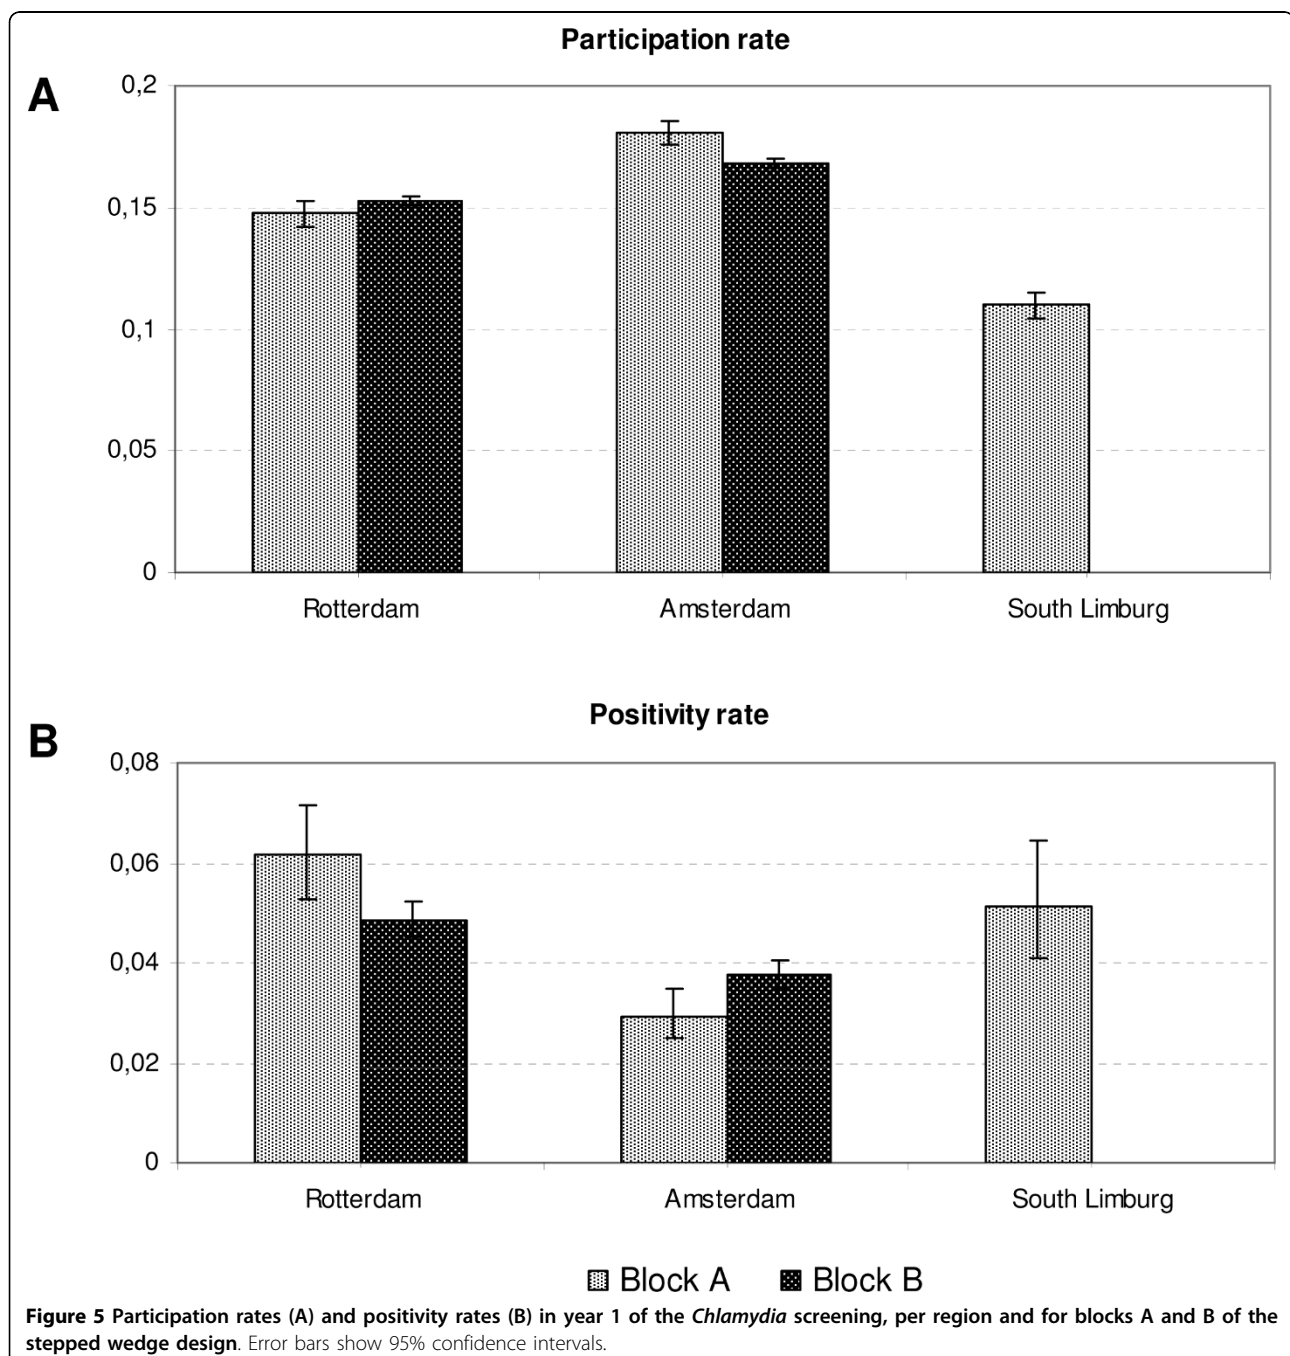 Participation rate
A
0,2
0,15
0,1
0,05
0
Rotterdam Amsterdam South Limburg
Positivity rate
B
0,08
0,06
0,04
0,02
0
Rotterdam Amsterdam South Limburg
Block A Block B
Figure 5 Participation rates (A) and positivity rates (B) in year 1 of the Chlamydia screening, per region and for blocks A and B of the
stepped wedge design. Error bars show 95% confidence intervals.